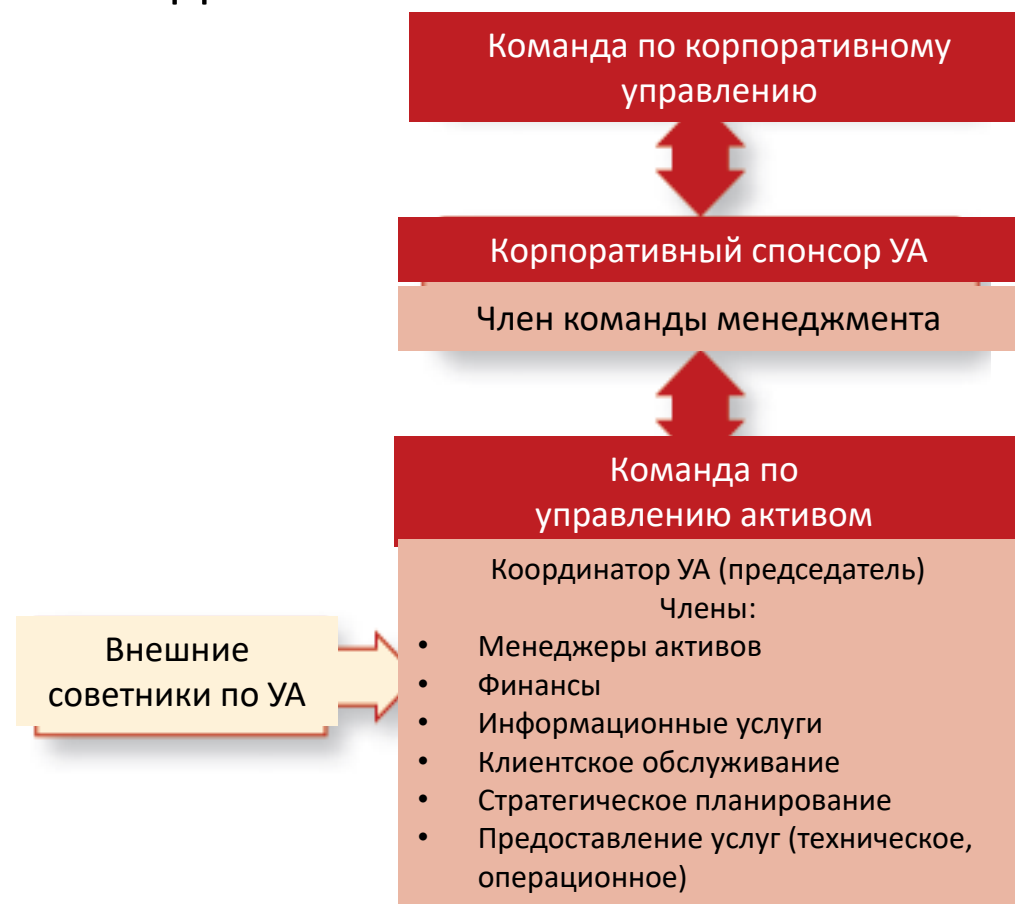 Команда по корпоративному
управлению
Корпоративный спонсор УА
Член команды менеджмента
Команда по
управлению активом
Координатор УА (председатель)
Члены:
• Менеджеры активов
• Финансы
• Информационные услуги
• Клиентское обслуживание
• Стратегическое планирование
• Предоставление услуг (техническое,
операционное)
Внешние
советники по УА